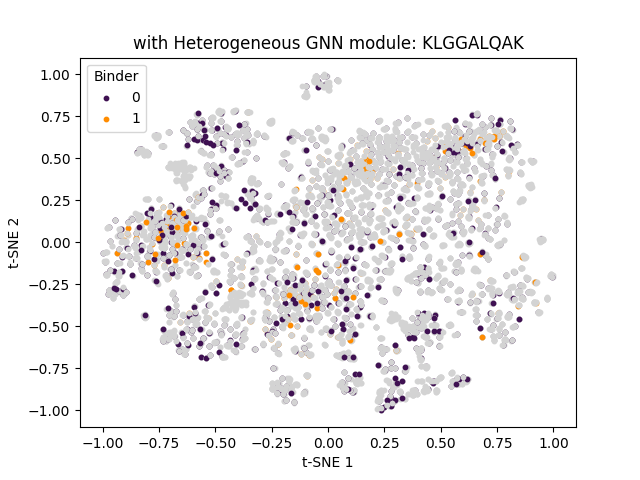 with Heterogeneous GNN module: KLGGALQAK
Binder
0
1
1.00
0.75
0.50
0.25
0.00
−0.25
−0.50
−0.75
−1.00
t-SNE 2
−1.00 −0.75 −0.50 −0.25 0.00 0.25 0.50 0.75 1.00
t-SNE 1